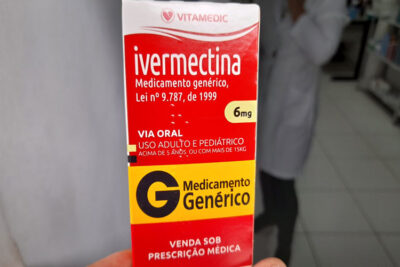 VITAMEDIC
ivermectina
Medicamento genérico,
Lei nº 9.787, de 1999
6mg
VIA ORAL
USO ADULTO E PEDIÁTRICO
ACIMA DE 5 ANOS OU COM MAIS DE 15KG
G Medicamento
Genérico
VENDA SOB
PRESCRIÇÃO MÉDICA